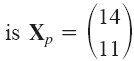 is X_p = (14
11)